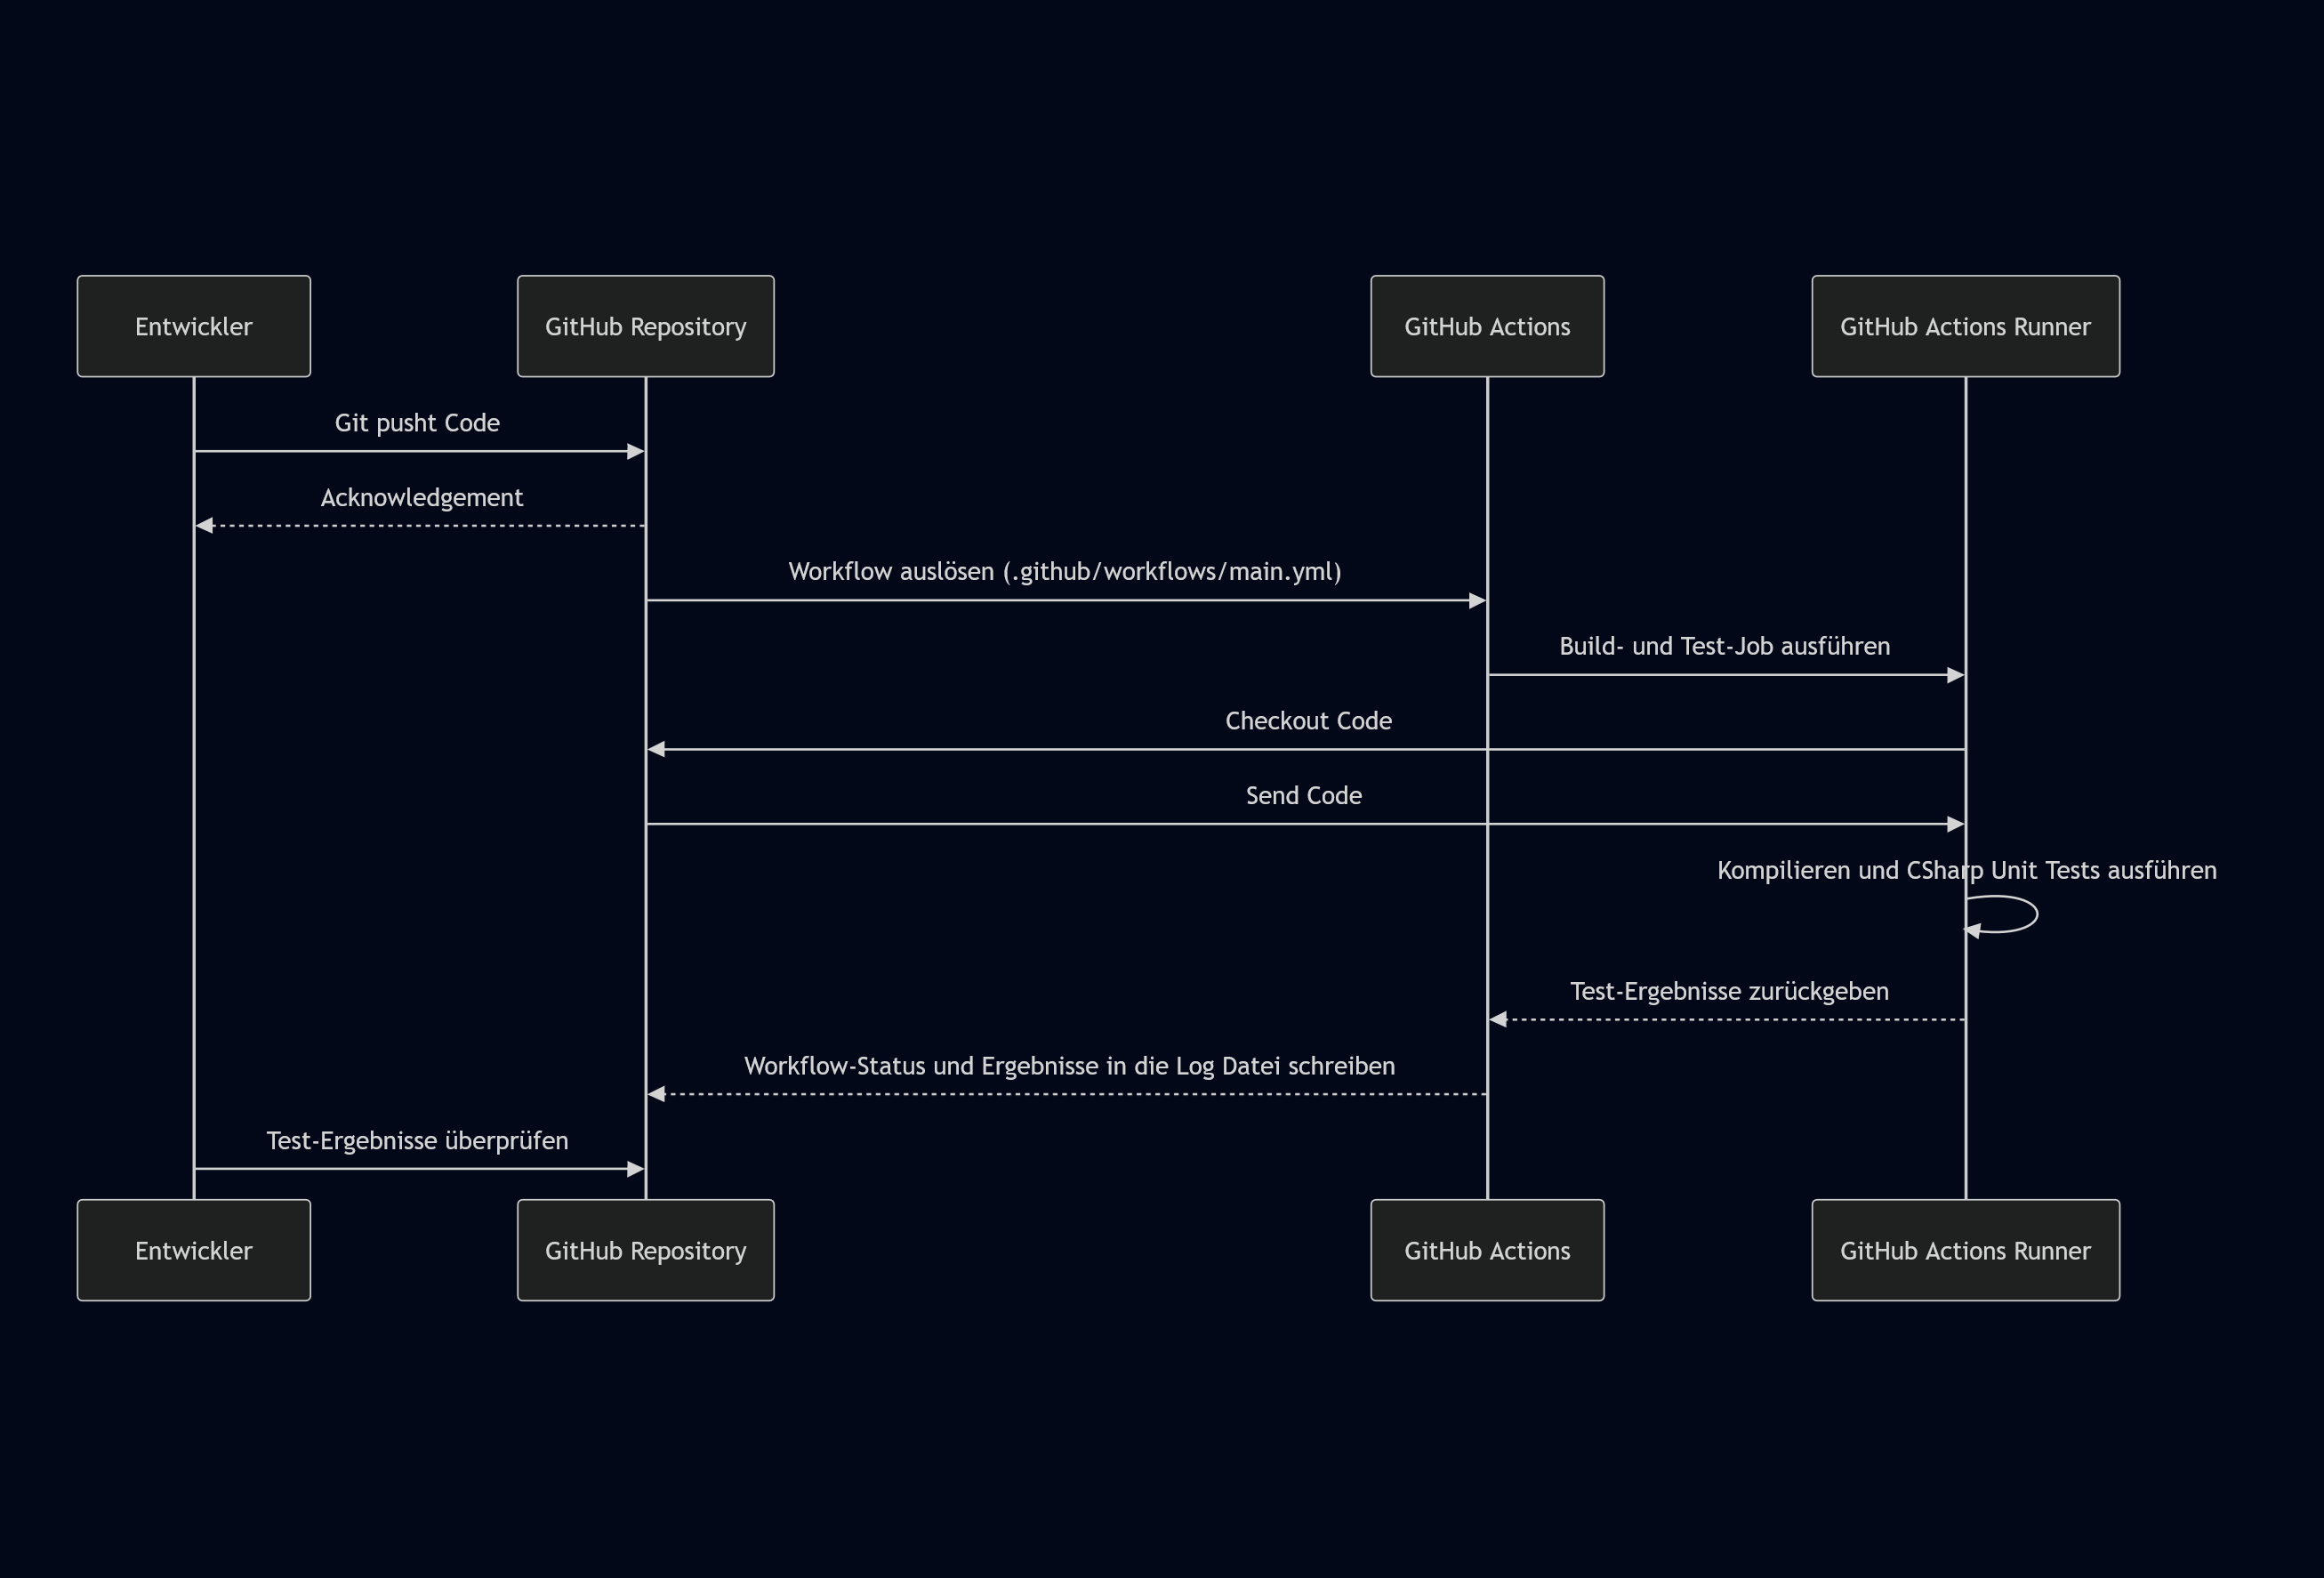 Entwickler
GitHub Repository
GitHub Actions
GitHub Actions Runner
Git pusht Code
Acknowledgement
Workflow auslösen (.github/workflows/main.yml)
Build- und Test-Job ausführen
Checkout Code
Send Code
Kompilieren und CSharp Unit Tests ausführen
Test-Ergebnisse zurückgeben
Workflow-Status und Ergebnisse in die Log Datei schreiben
Test-Ergebnisse überprüfen
Entwickler
GitHub Repository
GitHub Actions
GitHub Actions Runner